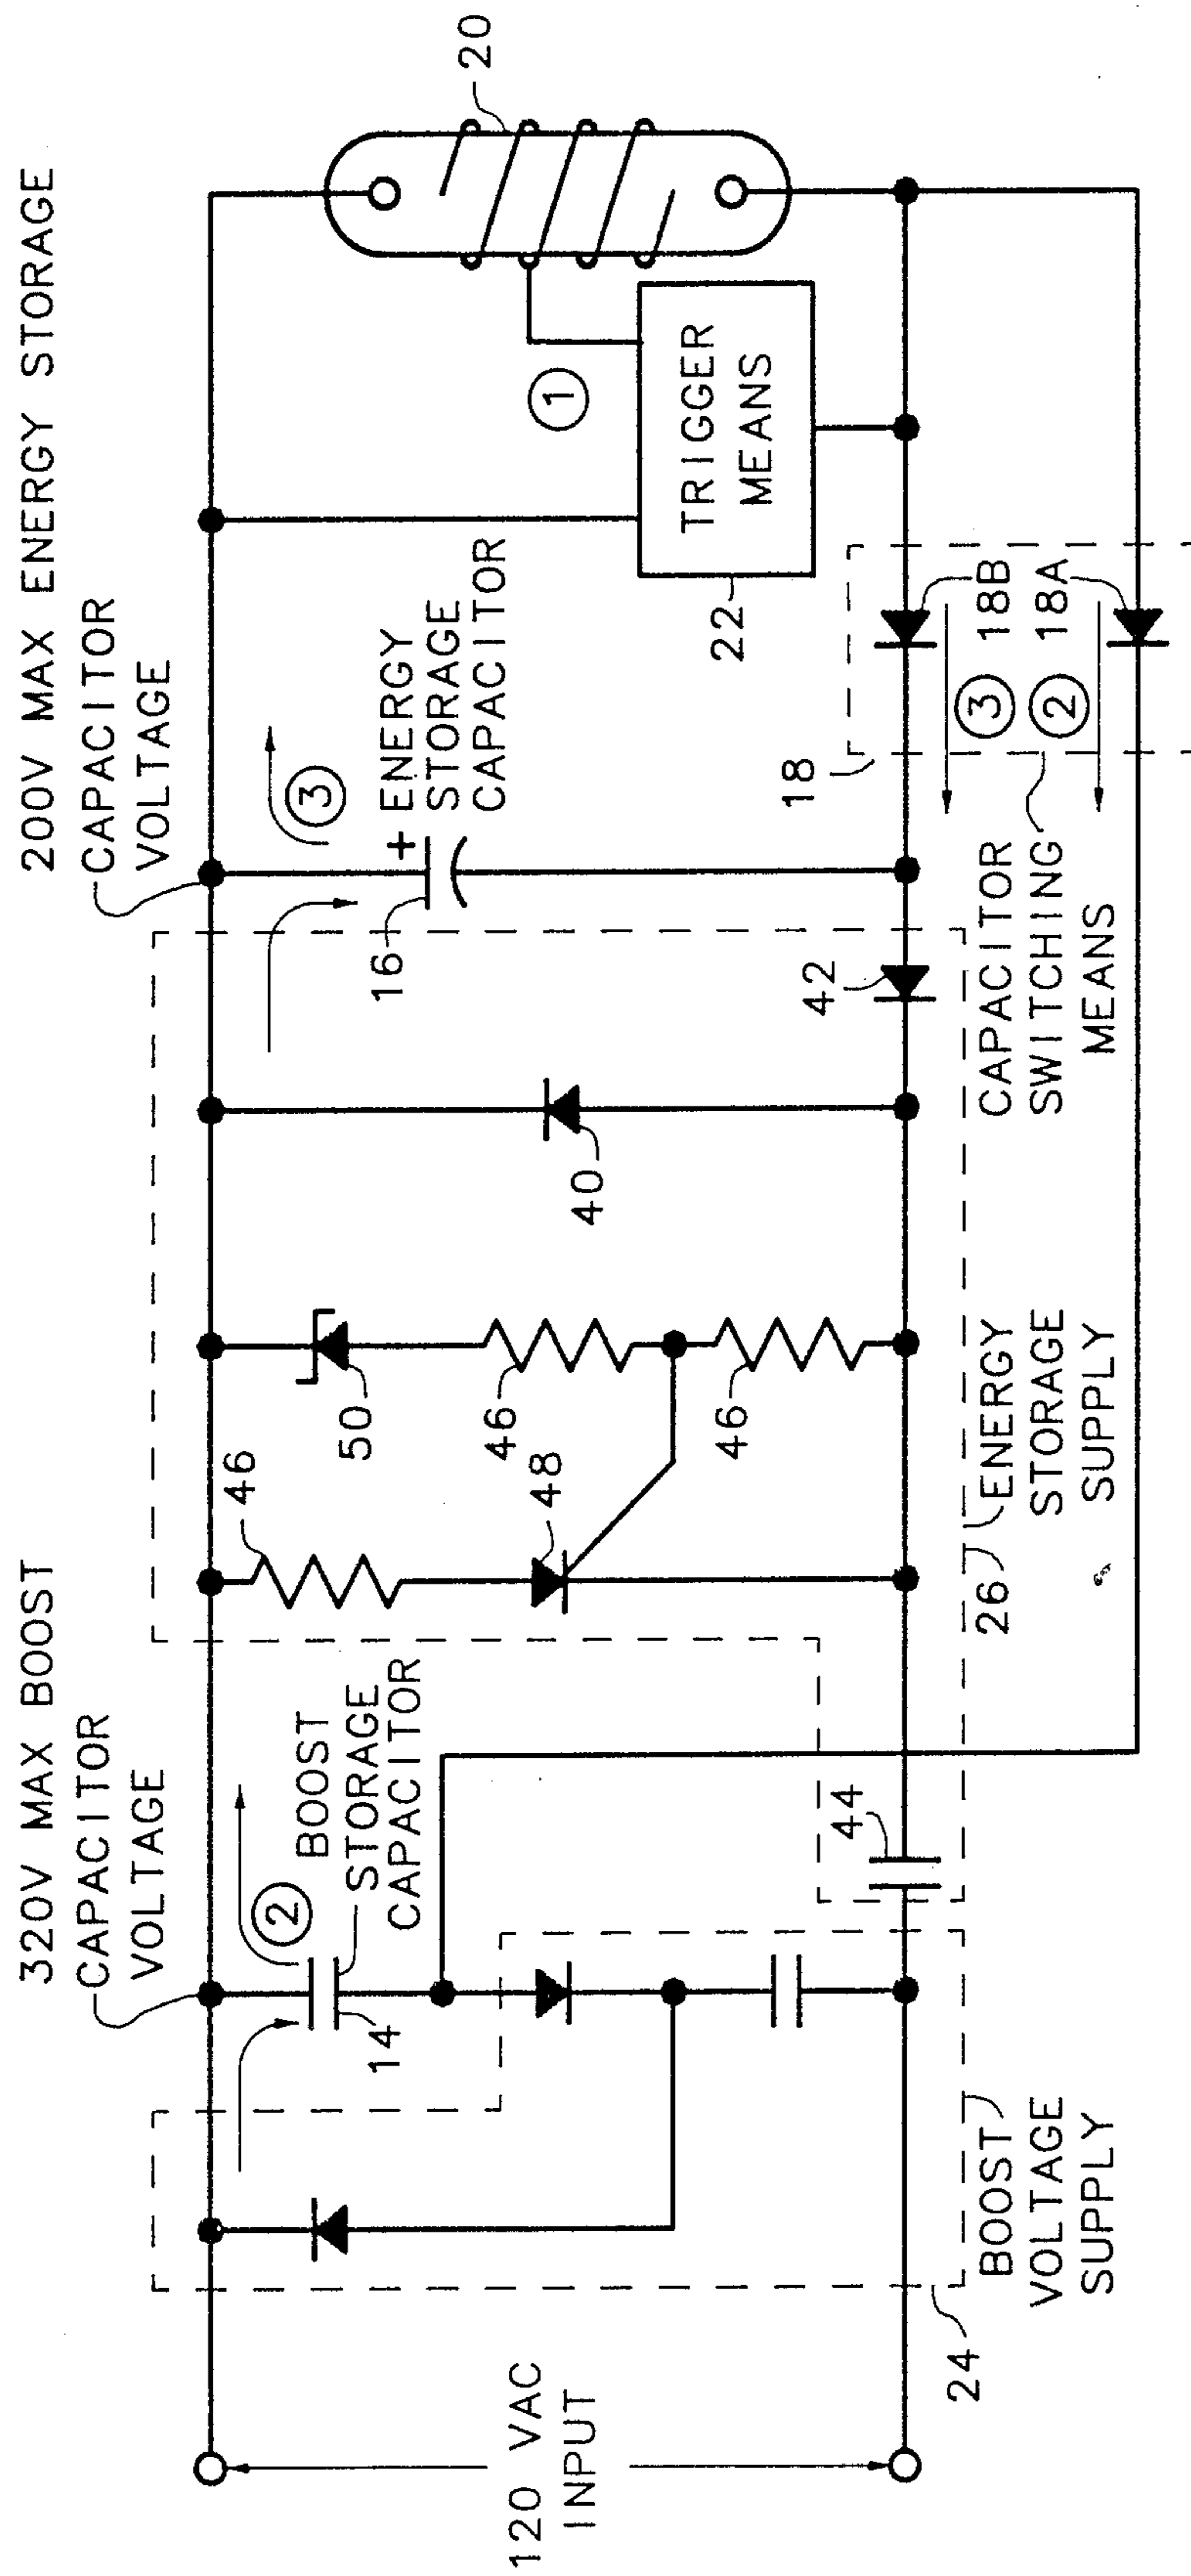 320V MAX BOOST
CAPACITOR
VOLTAGE
200V MAX ENERGY STORAGE
CAPACITOR
VOLTAGE
120 VAC
INPUT
2
BOOST
STORAGE
CAPACITOR
14
44
46
48
50
46
46
40
42
16
+ ENERGY
STORAGE
CAPACITOR
3
1
TRIGGER
MEANS
22
20
18
18B
18A
3
2
24
BOOST
VOLTAGE
SUPPLY
26
ENERGY
STORAGE
SUPPLY
CAPACITOR
SWITCHING
MEANS